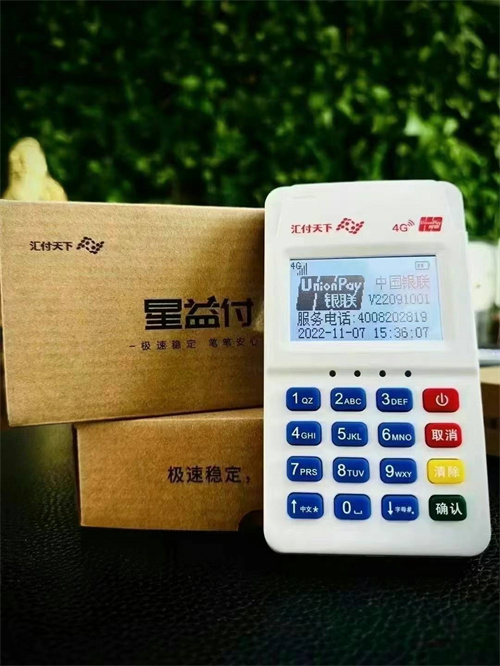 汇付天下
星益付
一极速稳定 笔笔安心
极速稳定，
汇付天下
4G
4G
UnionPay
银联
中国银联
V22091001
服务电话:4008202819
2022-11-07 15:36:07
1QZ 2ABC 3DEF
4GHI 5JKL 6MNO 取消
7PRS 8TUV 9WXY 清除
↑中文* 0 ↓字母# 确认